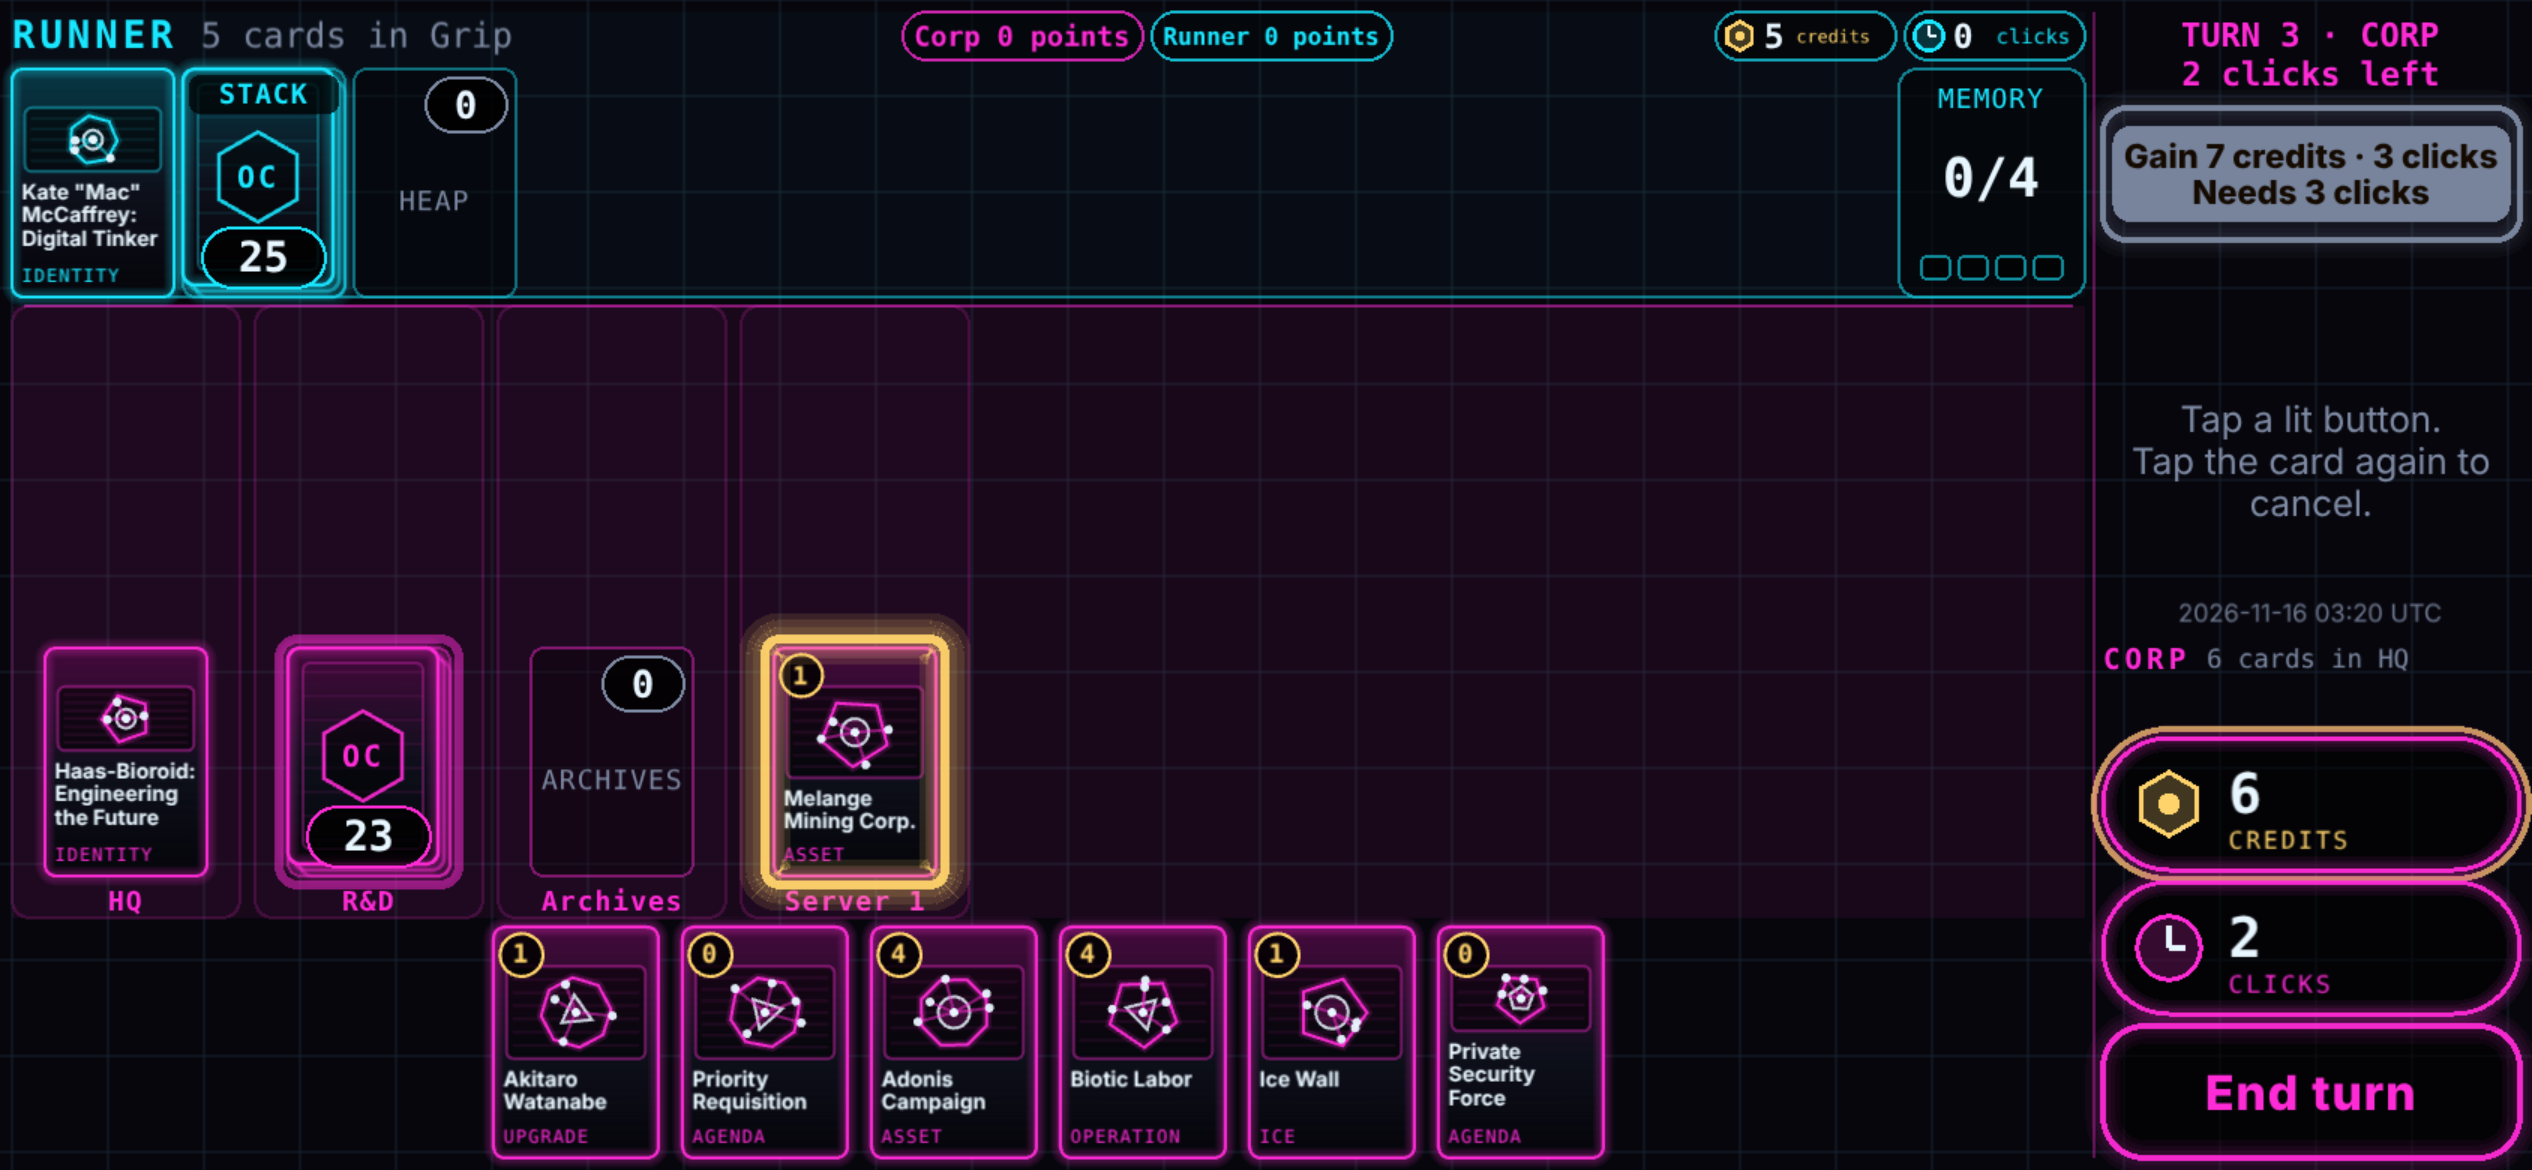 RUNNER 5 cards in Grip
Corp 0 points
Runner 0 points
5 credits
0 clicks
TURN 3 · CORP
2 clicks left
Kate "Mac"
McCaffrey:
Digital Tinker
IDENTITY
STACK
OC
25
0
HEAP
MEMORY
0/4
Gain 7 credits · 3 clicks
Needs 3 clicks
Tap a lit button.
Tap the card again to
cancel.
2026-11-16 03:20 UTC
CORP 6 cards in HQ
Haas-Bioroid:
Engineering
the Future
IDENTITY
HQ
OC
23
R&D
0
ARCHIVES
Archives
1
Melange
Mining Corp.
ASSET
Server 1
6
CREDITS
2
CLICKS
End turn
1
Akitaro
Watanabe
UPGRADE
0
Priority
Requisition
AGENDA
4
Adonis
Campaign
ASSET
4
Biotic Labor
OPERATION
1
Ice Wall
ICE
0
Private
Security
Force
AGENDA